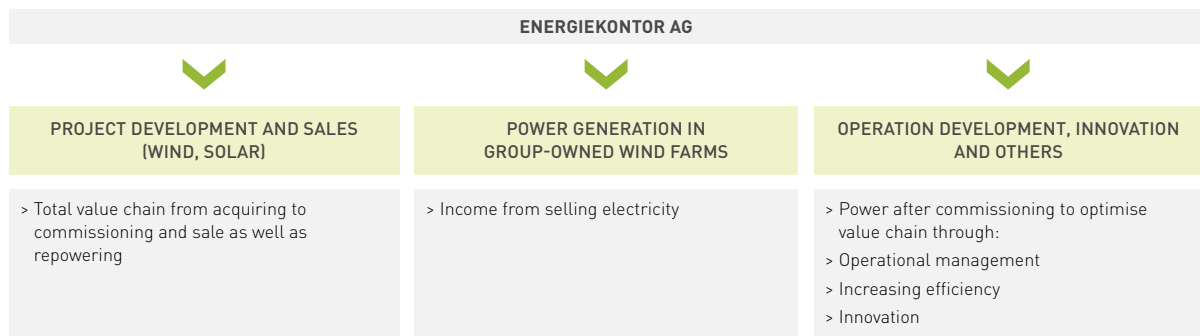 ENERGIEKONTOR AG
PROJECT DEVELOPMENT AND SALES
(WIND, SOLAR)
> Total value chain from acquiring to
commissioning and sale as well as
repowering
POWER GENERATION IN
GROUP-OWNED WIND FARMS
> Income from selling electricity
OPERATION DEVELOPMENT, INNOVATION
AND OTHERS
> Power after commissioning to optimise
value chain through:
> Operational management
> Increasing efficiency
> Innovation